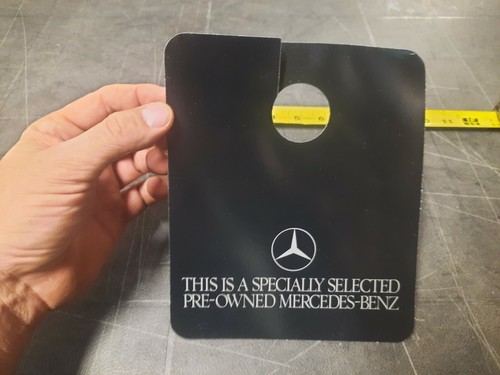 THIS IS A SPECIALLY SELECTED
PRE-OWNED MERCEDES-BENZ